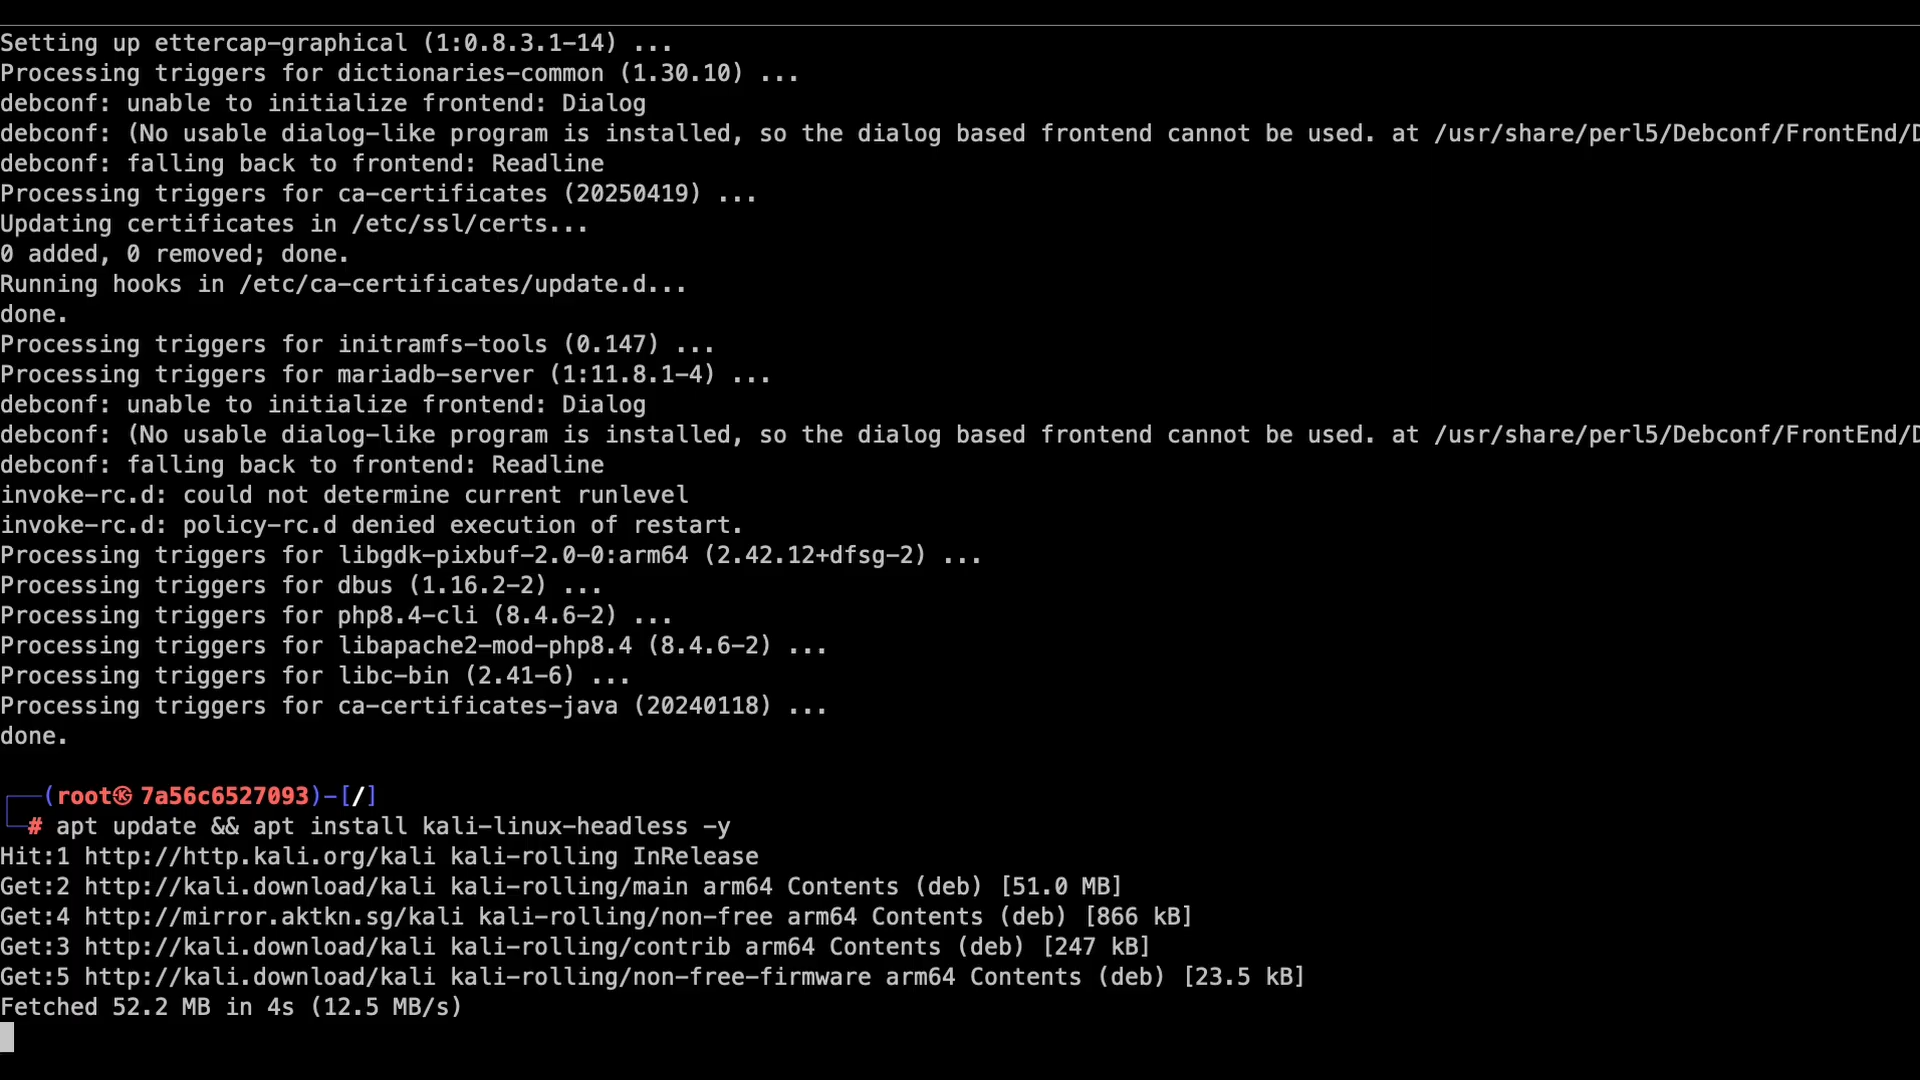 Setting up ettercap-graphical (1:0.8.3.1-14) ...
Processing triggers for dictionaries-common (1.30.10) ...
debconf: unable to initialize frontend: Dialog
debconf: (No usable dialog-like program is installed, so the dialog based frontend cannot be used. at /usr/share/perl5/Debconf/FrontEnd/D
debconf: falling back to frontend: Readline
Processing triggers for ca-certificates (20250419) ...
Updating certificates in /etc/ssl/certs...
0 added, 0 removed; done.
Running hooks in /etc/ca-certificates/update.d...
done.
Processing triggers for initramfs-tools (0.147) ...
Processing triggers for mariadb-server (1:11.8.1-4) ...
debconf: unable to initialize frontend: Dialog
debconf: (No usable dialog-like program is installed, so the dialog based frontend cannot be used. at /usr/share/perl5/Debconf/FrontEnd/D
debconf: falling back to frontend: Readline
invoke-rc.d: could not determine current runlevel
invoke-rc.d: policy-rc.d denied execution of restart.
Processing triggers for libgdk-pixbuf-2.0-0:arm64 (2.42.12+dfsg-2) ...
Processing triggers for dbus (1.16.2-2) ...
Processing triggers for php8.4-cli (8.4.6-2) ...
Processing triggers for libapache2-mod-php8.4 (8.4.6-2) ...
Processing triggers for libc-bin (2.41-6) ...
Processing triggers for ca-certificates-java (20240118) ...
done.
┌──(root㉿7a56c6527093)-[/]
└─# apt update && apt install kali-linux-headless -y
Hit:1 http://http.kali.org/kali kali-rolling InRelease
Get:2 http://kali.download/kali kali-rolling/main arm64 Contents (deb) [51.0 MB]
Get:4 http://mirror.aktkn.sg/kali kali-rolling/non-free arm64 Contents (deb) [866 kB]
Get:3 http://kali.download/kali kali-rolling/contrib arm64 Contents (deb) [247 kB]
Get:5 http://kali.download/kali kali-rolling/non-free-firmware arm64 Contents (deb) [23.5 kB]
Fetched 52.2 MB in 4s (12.5 MB/s)